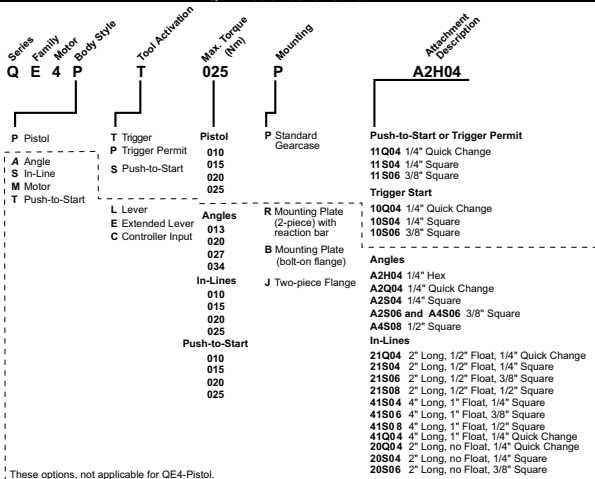 Series
Family
Motor
Body Style
Tool Activation
Max. Torque
(Nm)
Mounting
Attachment
Description
Q E 4 P T 025 P A2H04
P Pistol
A Angle
S In-Line
M Motor
T Push-to-Start
T Trigger
P Trigger Permit
S Push-to-Start
L Lever
E Extended Lever
C Controller Input
Pistol
010
015
020
025
Angles
013
020
027
034
In-Lines
010
015
020
025
Push-to-Start
010
015
020
025
P Standard
Gearcase
R Mounting Plate
(2-piece) with
reaction bar
B Mounting Plate
(bolt-on flange)
J Two-piece Flange
Push-to-Start or Trigger Permit
11Q04 1/4" Quick Change
11S04 1/4" Square
11S06 3/8" Square
Trigger Start
10Q04 1/4" Quick Change
10S04 1/4" Square
10S06 3/8" Square
Angles
A2H04 1/4" Hex
A2Q04 1/4" Quick Change
A2S04 1/4" Square
A2S06 and A4S06 3/8" Square
A4S08 1/2" Square
In-Lines
21Q04 2" Long, 1/2" Float, 1/4" Quick Change
21S04 2" Long, 1/2" Float, 1/4" Square
21S06 2" Long, 1/2" Float, 3/8" Square
21S08 2" Long, 1/2" Float, 1/2" Square
41S04 4" Long, 1" Float, 1/4" Square
41S06 4" Long, 1" Float, 3/8" Square
41S08 4" Long, 1" Float, 1/2" Square
41Q04 4" Long, 1" Float, 1/4" Quick Change
20Q04 2" Long, no Float, 1/4" Quick Change
20S04 2" Long, no Float, 1/4" Square
20S06 2" Long, no Float, 3/8" Square
These options, not applicable for QE4-Pistol.